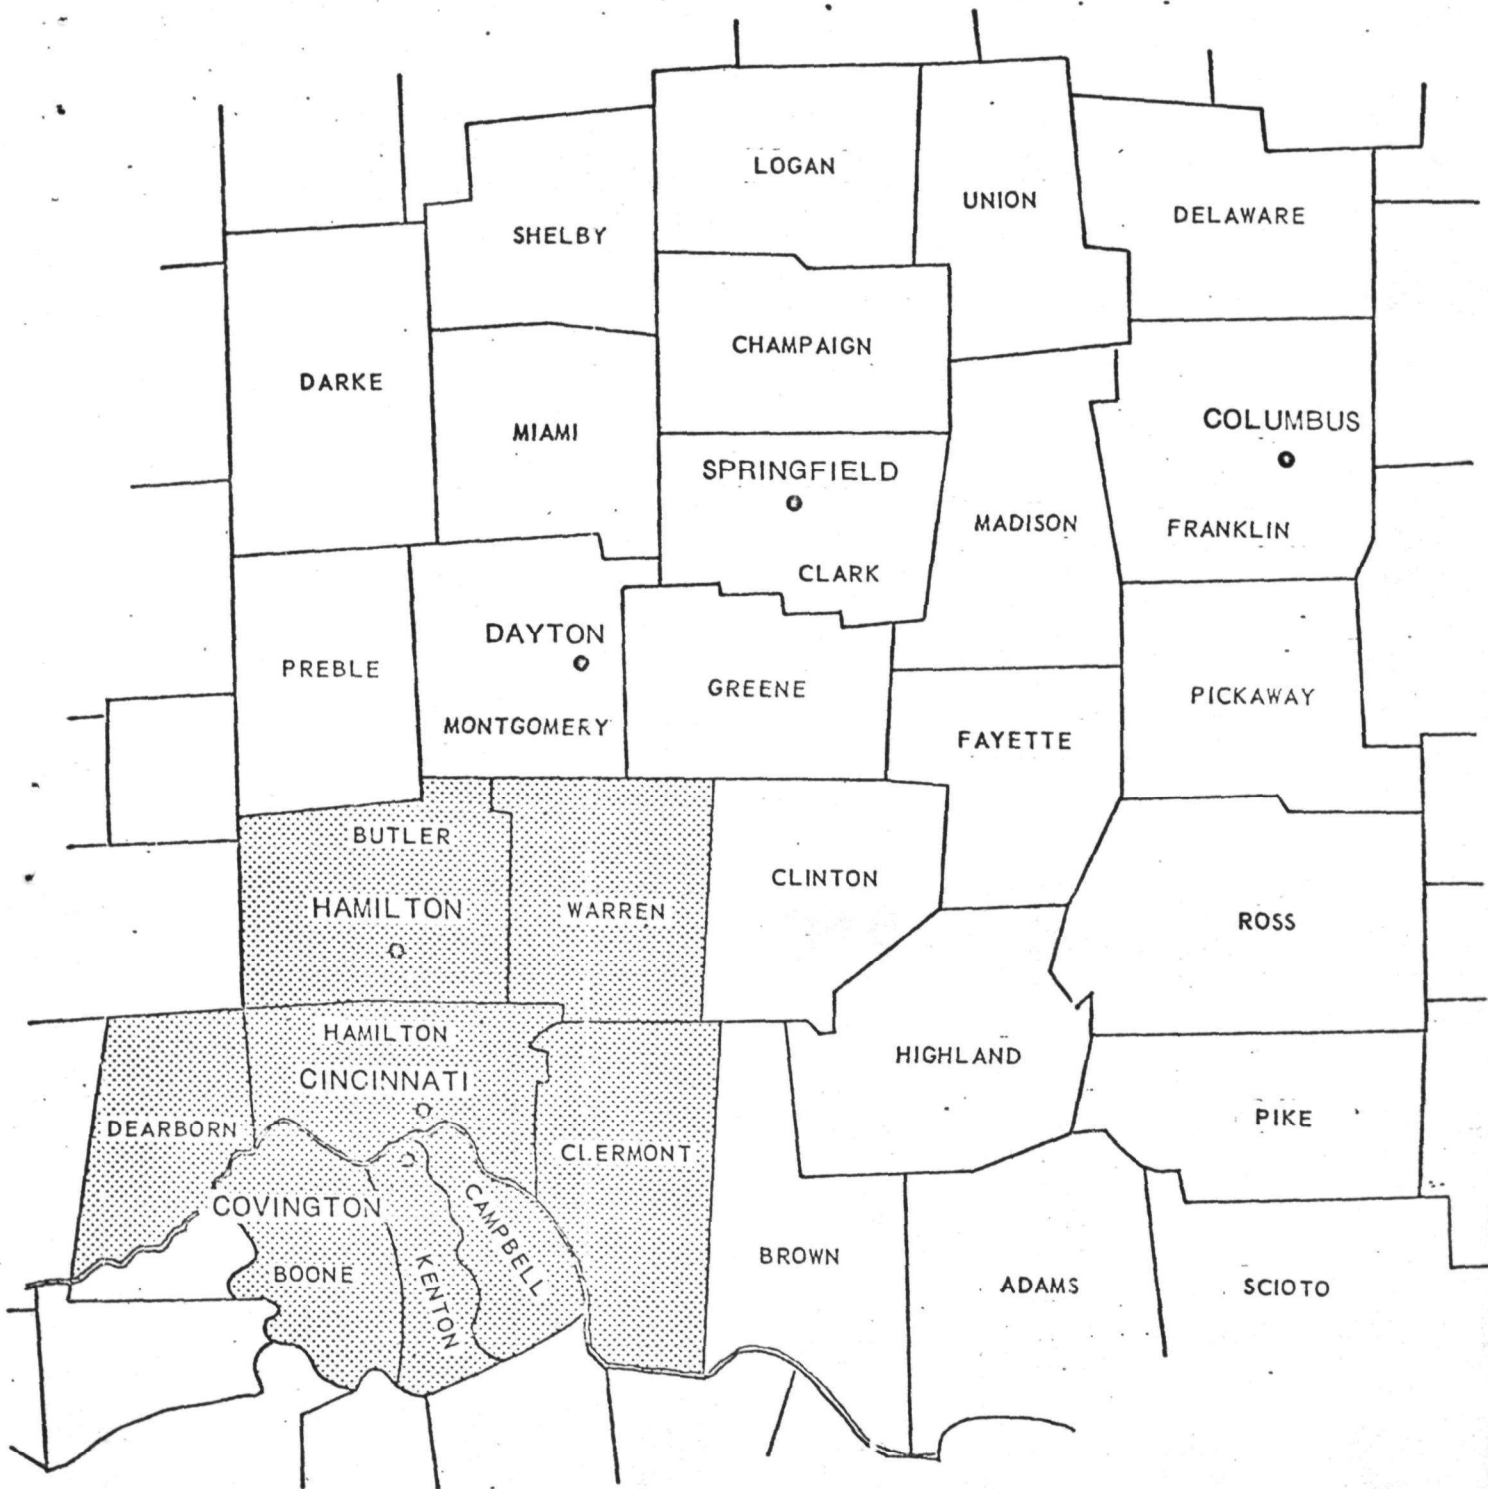 LOGAN
UNION
DELAWARE
SHELBY
CHAMPAIGN
DARKE
COLUMBUS
MIAMI
SPRINGFIELD
MADISON
FRANKLIN
CLARK
DAYTON
PREBLE
GREENE
PICKAWAY
MONTGOMERY
FAYETTE
BUTLER
CLINTON
HAMILTON
WARREN
ROSS
HAMILTON
HIGHLAND
CINCINNATI
PIKE
DEARBORN
CLERMONT
COVINGTON
CAMPBELL
BROWN
BOONE
KENTON
ADAMS
SCIOTO